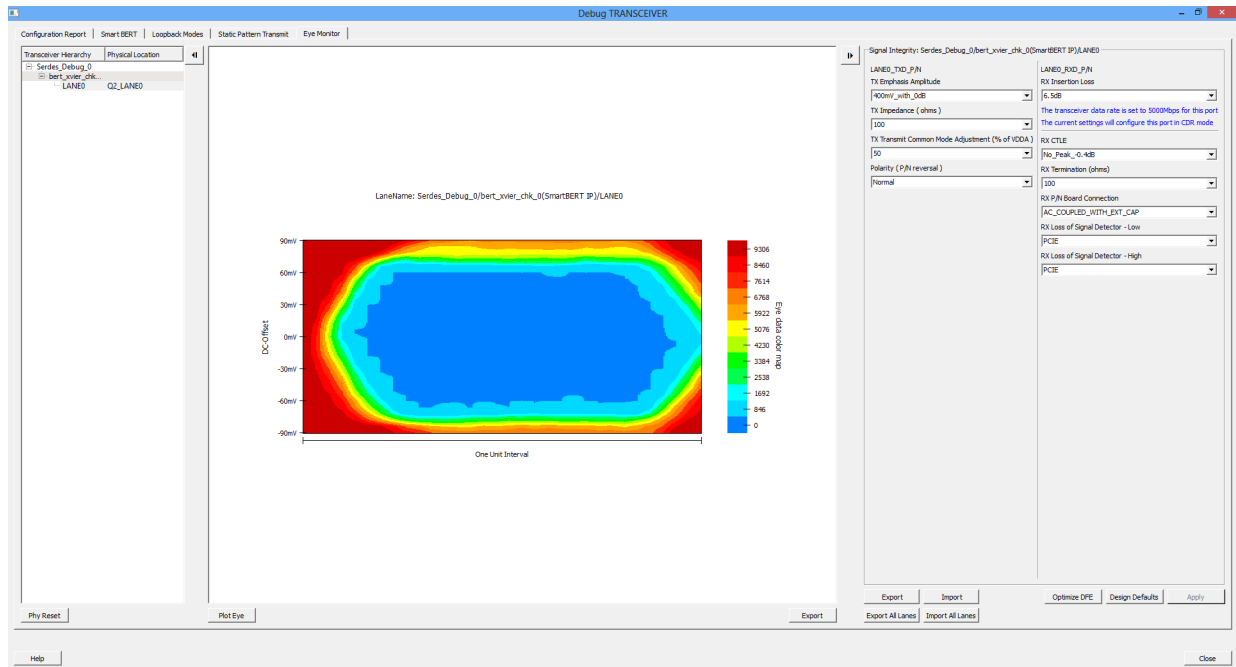 Debug TRANSCEIVER
Configuration Report
Smart BERT
Loopback Modes
Static Pattern Transmit
Eye Monitor
Transceiver Hierarchy
Physical Location
Serdes_Debug_0
bert_xvier_chk...
LANE0
Q2_LANE0
Phy Reset
LaneName: Serdes_Debug_0/bert_xvier_chk_0(SmartBERT IP)/LANE0
90mV
60mV
30mV
0mV
-30mV
-60mV
-90mV
DC-Offset
One Unit Interval
9306
8460
7614
6768
5922
5076
4230
3384
2538
1692
846
0
Eye data color map
Plot Eye
Export
Signal Integrity: Serdes_Debug_0/bert_xvier_chk_0(SmartBERT IP)/LANE0
LANE0_TXD_P/N
TX Emphasis Amplitude
400mV_with_0dB
TX Impedance ( ohms )
100
TX Transmit Common Mode Adjustment (% of VDDA )
50
Polarity ( P/N reversal )
Normal
LANE0_RXD_P/N
RX Insertion Loss
6.5dB
The transceiver data rate is set to 5000Mbps for this port
The current settings will configure this port in CDR mode
RX CTLE
No_Peak_-0.4dB
RX Termination (ohms)
100
RX P/N Board Connection
AC_COUPLED_WITH_EXT_CAP
RX Loss of Signal Detector - Low
PCIE
RX Loss of Signal Detector - High
PCIE
Export
Import
Optimize DFE
Design Defaults
Apply
Export All Lanes
Import All Lanes
Help
Close